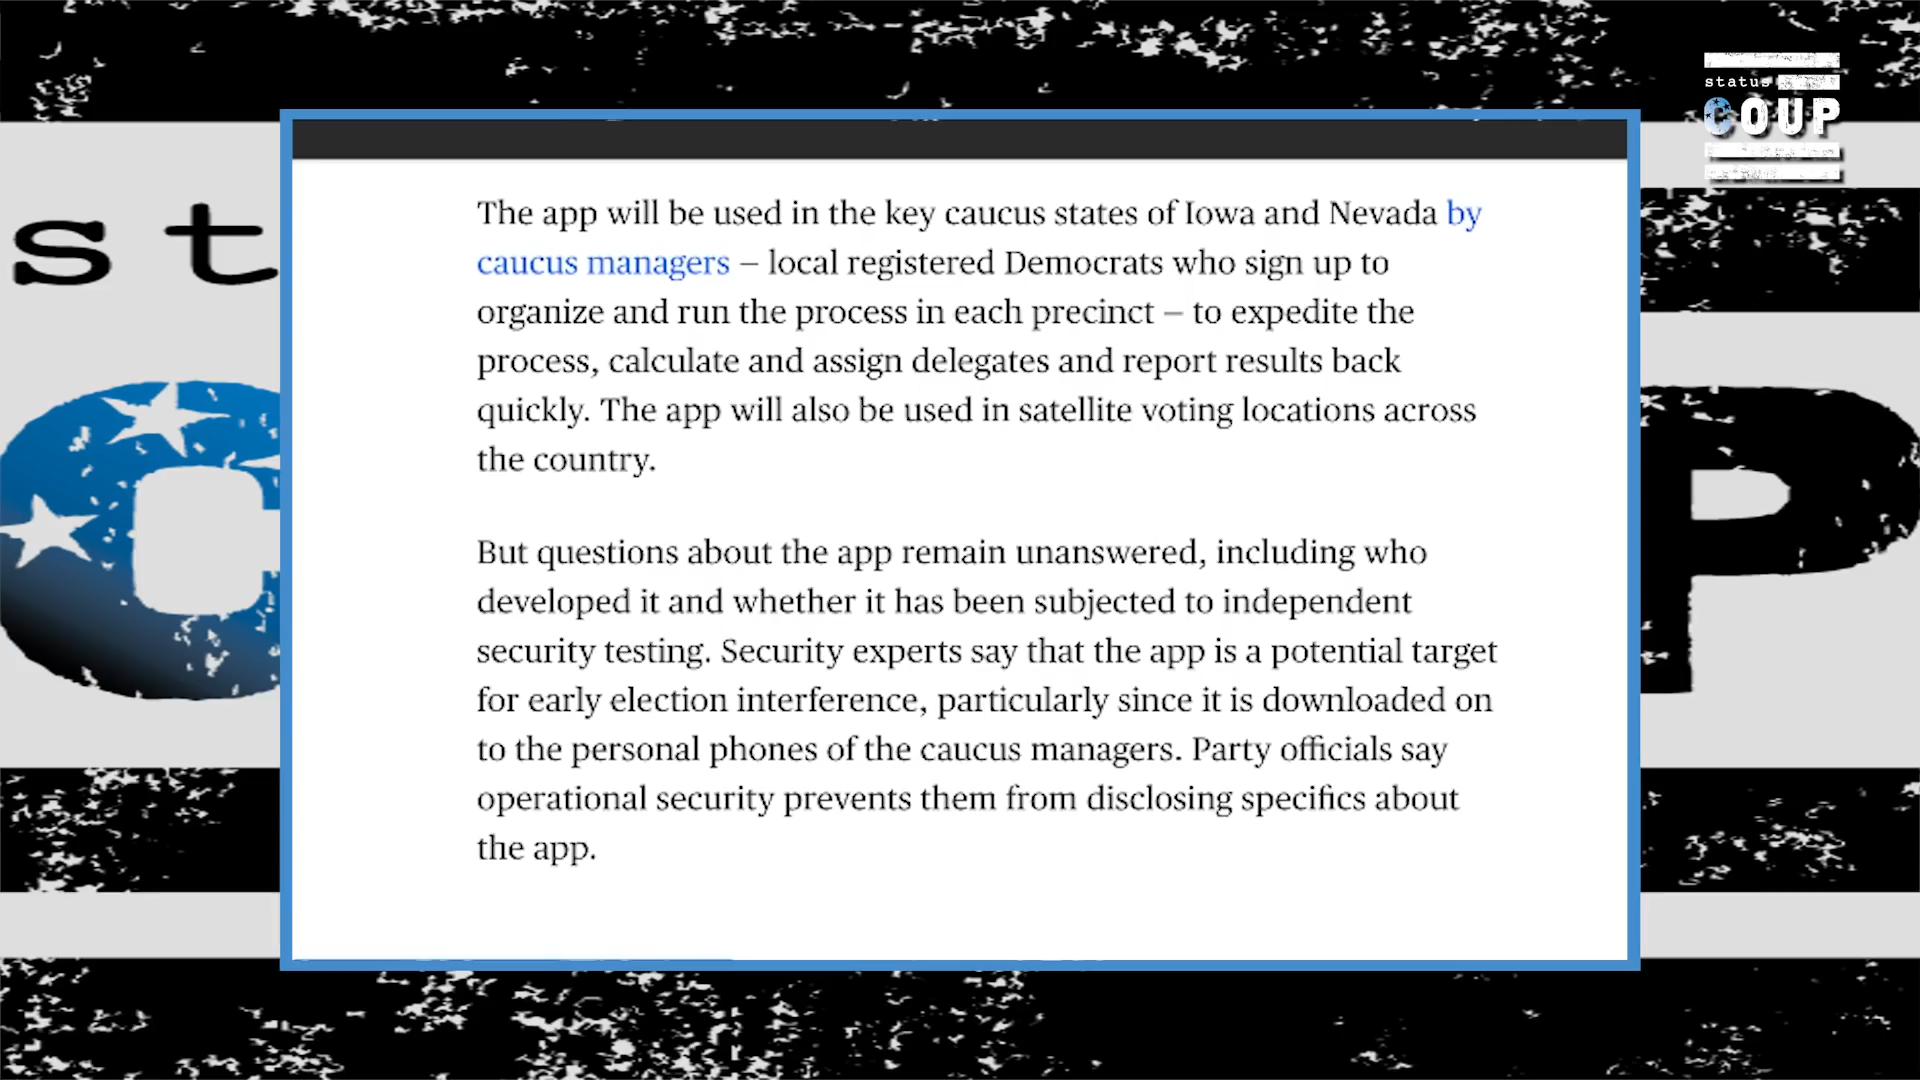 status
COUP
st
C
P
The app will be used in the key caucus states of Iowa and Nevada by
caucus managers – local registered Democrats who sign up to
organize and run the process in each precinct – to expedite the
process, calculate and assign delegates and report results back
quickly. The app will also be used in satellite voting locations across
the country.
But questions about the app remain unanswered, including who
developed it and whether it has been subjected to independent
security testing. Security experts say that the app is a potential target
for early election interference, particularly since it is downloaded on
to the personal phones of the caucus managers. Party officials say
operational security prevents them from disclosing specifics about
the app.